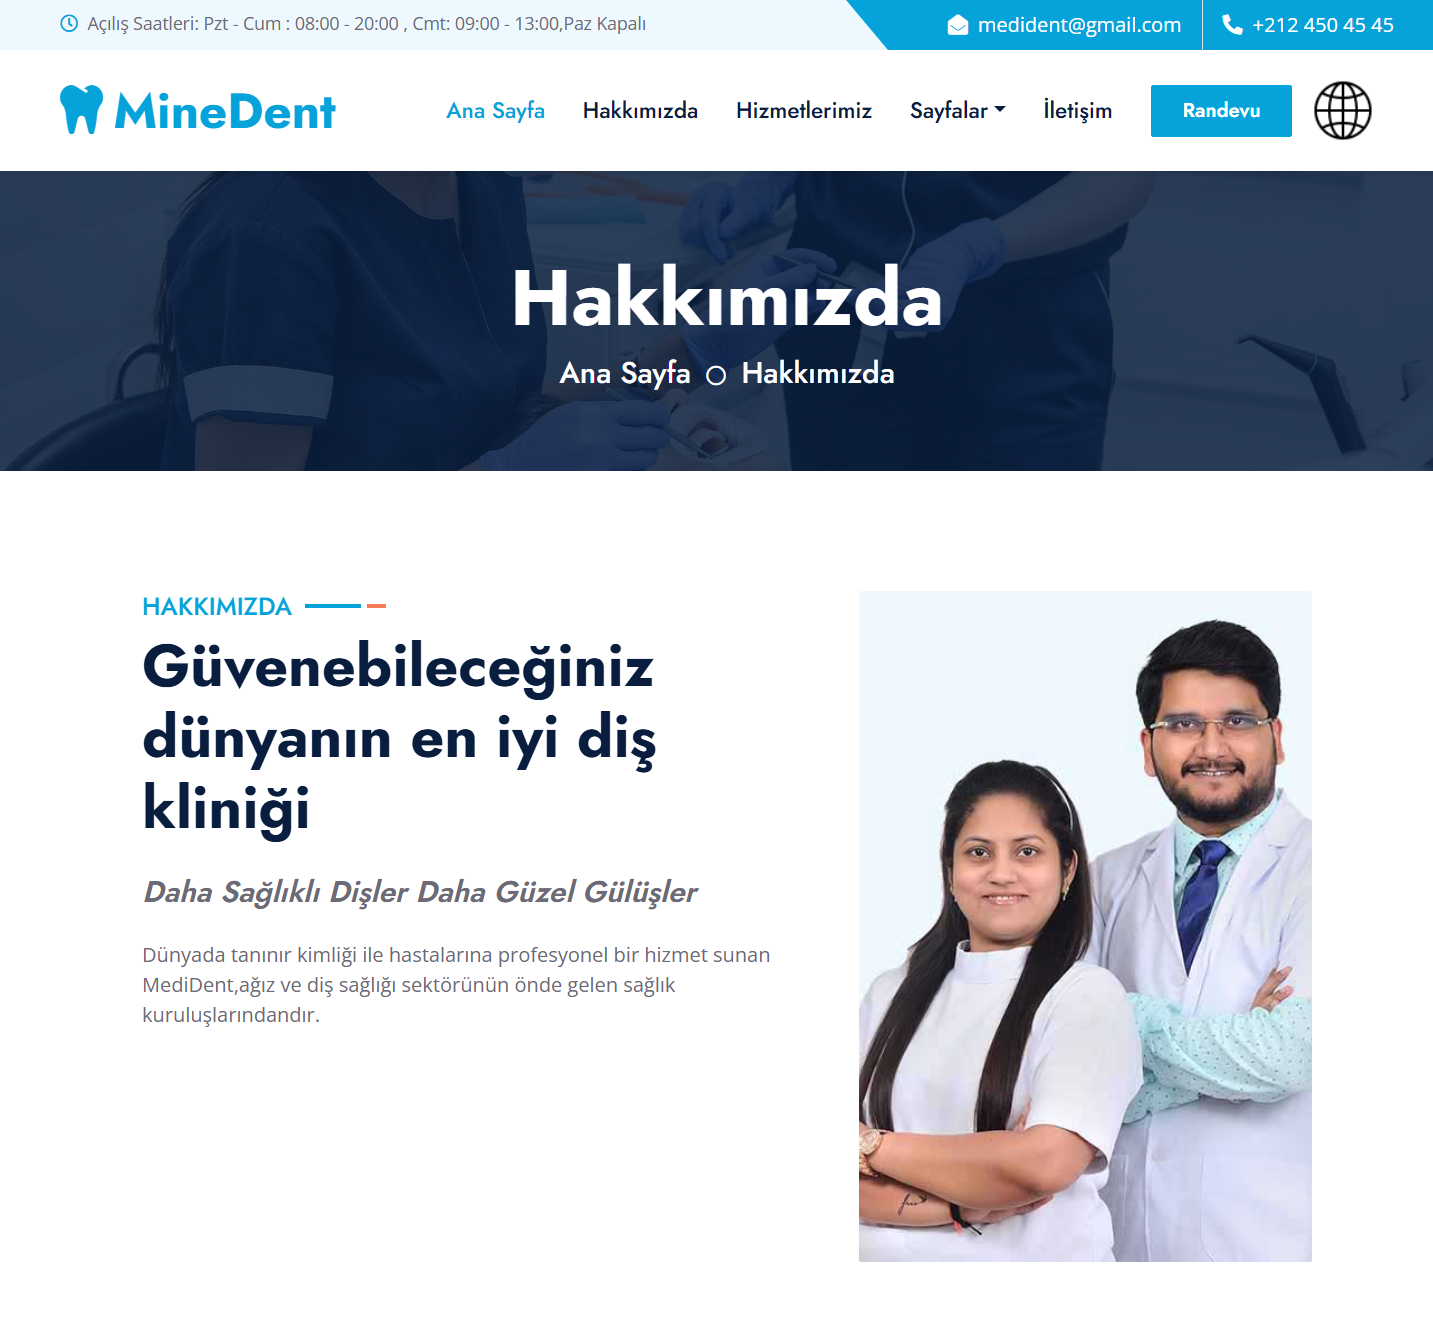 Açılış Saatleri: Pzt - Cum : 08:00 - 20:00 , Cmt: 09:00 - 13:00,Paz Kapalı
medident@gmail.com
+212 450 45 45
MineDent
Ana Sayfa
Hakkımızda
Hizmetlerimiz
Sayfalar
İletişim
Randevu
Hakkımızda
Ana Sayfa
Hakkımızda
HAKKIMIZDA
Güvenebileceğiniz
dünyanın en iyi diş
kliniği
Daha Sağlıklı Dişler Daha Güzel Gülüşler
Dünyada tanınır kimliği ile hastalarına profesyonel bir hizmet sunan
MediDent,ağız ve diş sağlığı sektörünün önde gelen sağlık
kuruluşlarındandır.